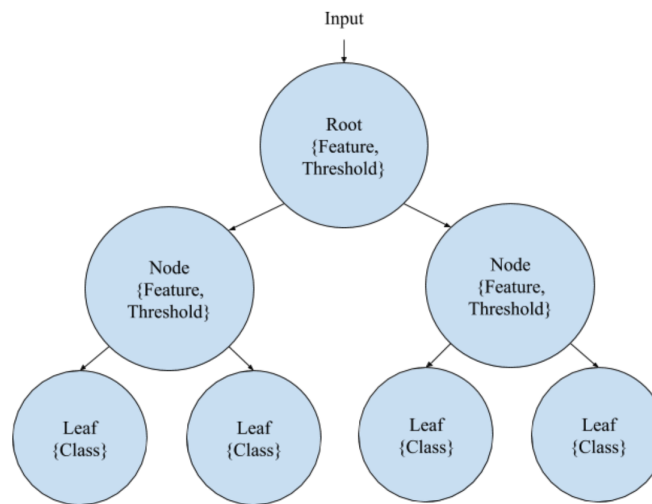 Input
Root
{Feature,
Threshold}
Node
{Feature,
Threshold}
Node
{Feature,
Threshold}
Leaf
{Class}
Leaf
{Class}
Leaf
{Class}
Leaf
{Class}